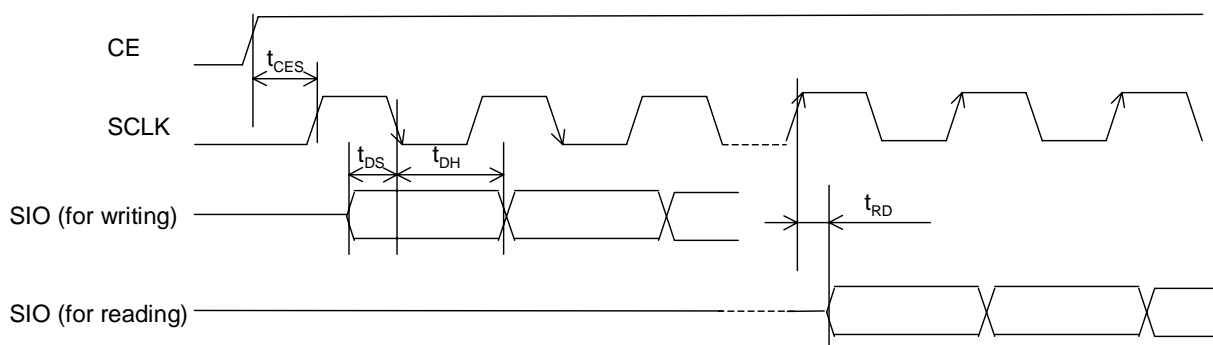 CE
tCES
SCLK
tDS tDH
SIO (for writing)
tRD
SIO (for reading)